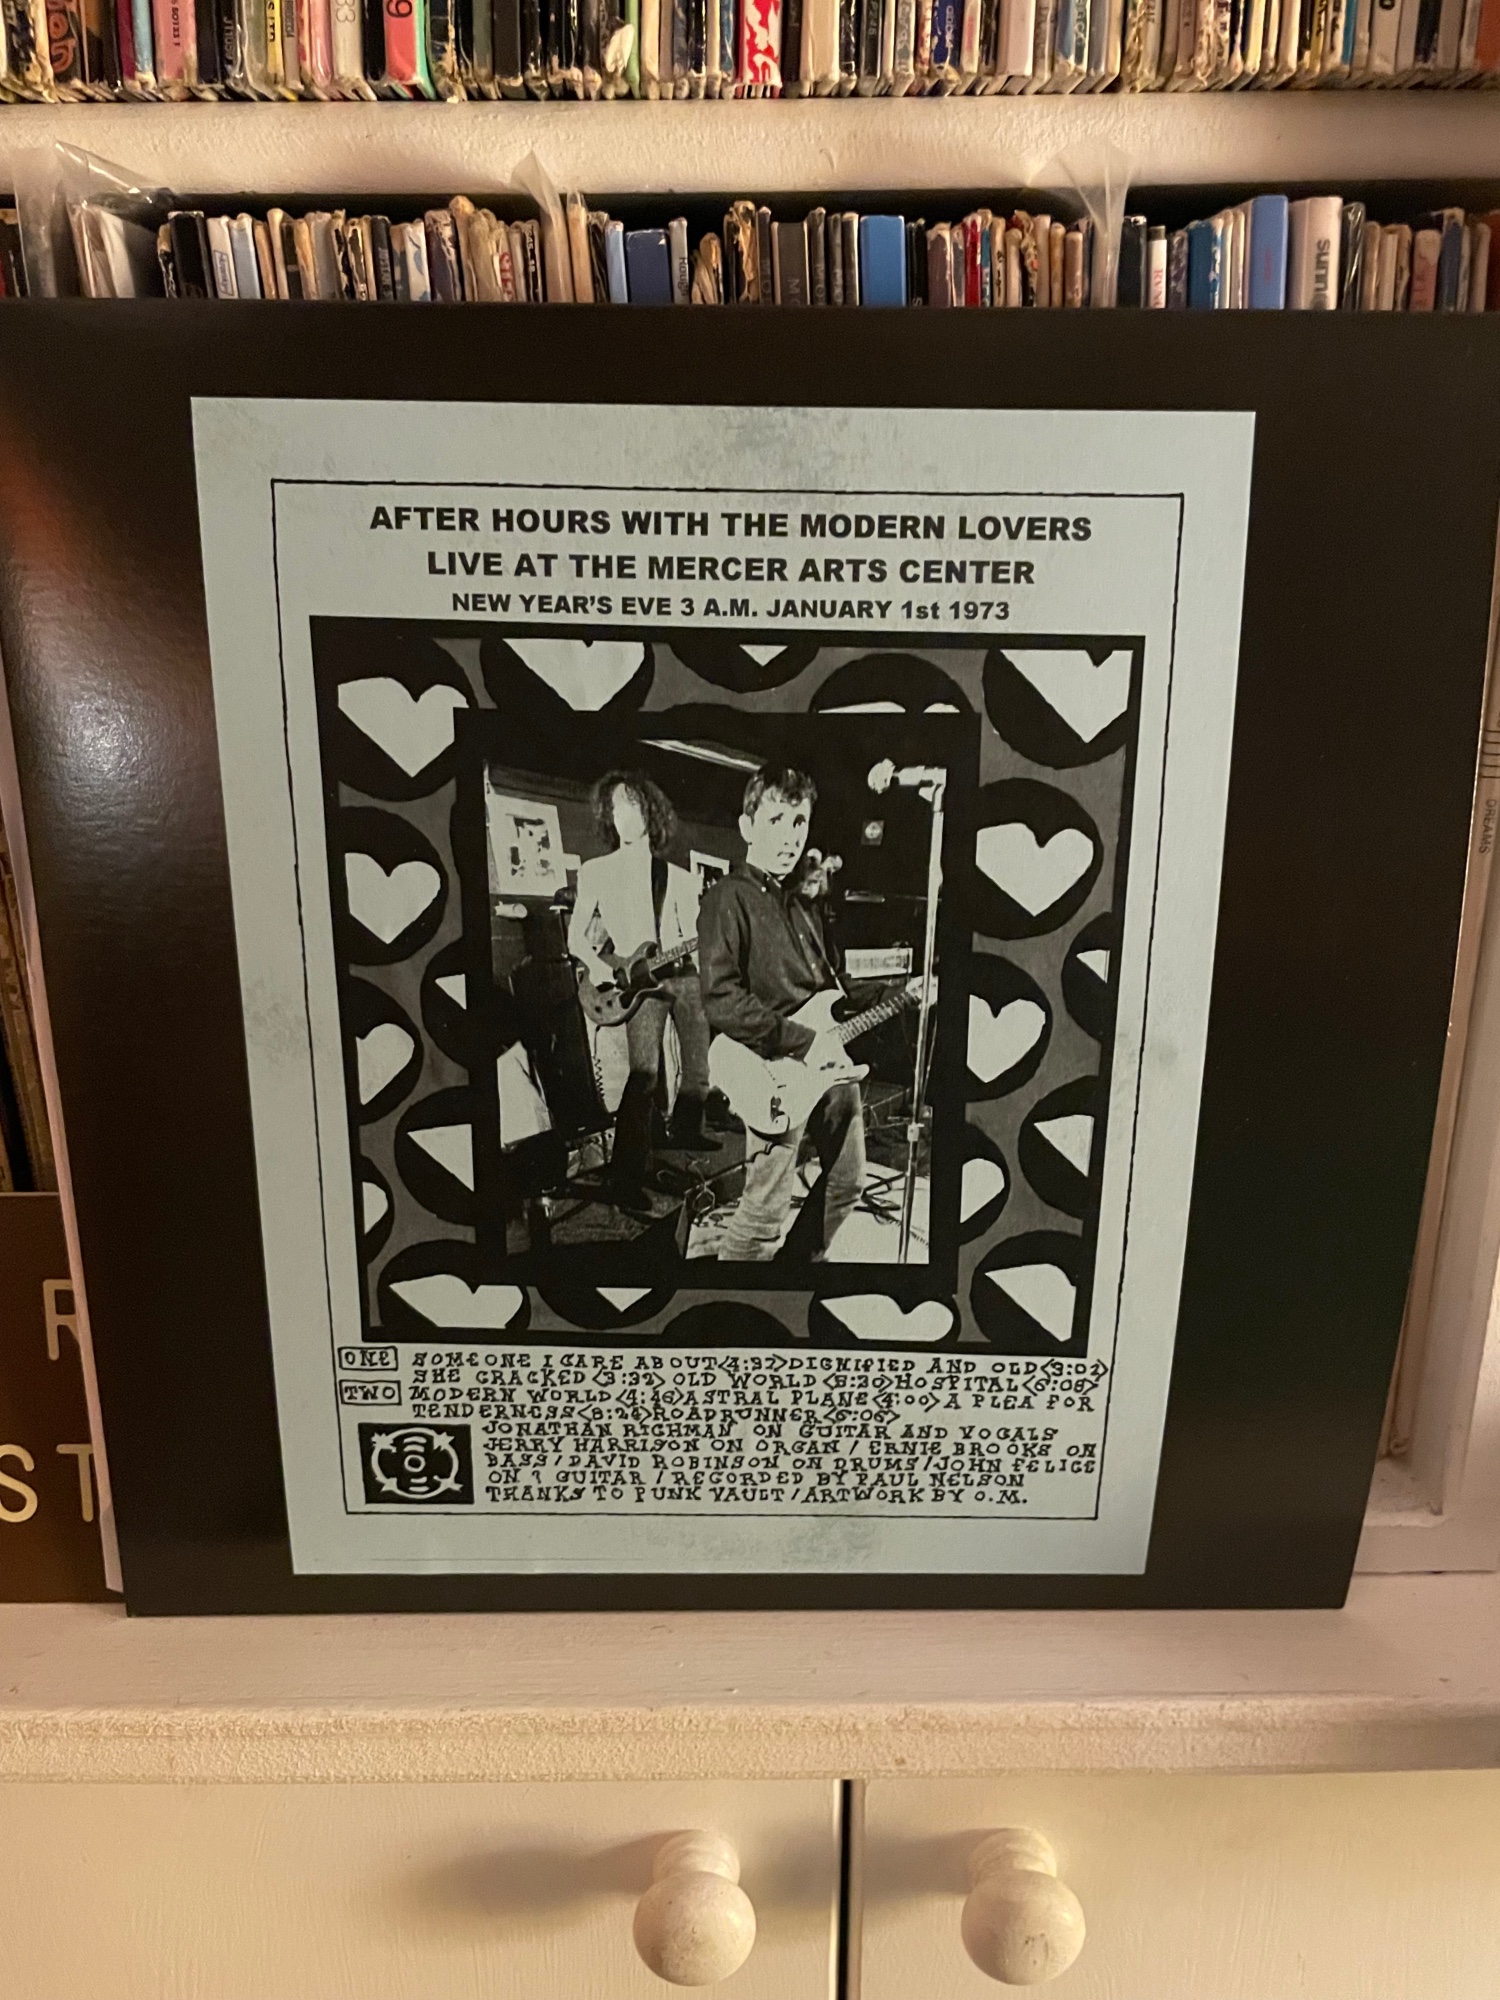 AFTER HOURS WITH THE MODERN LOVERS
LIVE AT THE MERCER ARTS CENTER
NEW YEAR'S EVE 3 A.M. JANUARY 1st 1973
ONE SOMEONE I CARE ABOUT<4:37>DIGNIFIED AND OLD<3:02>
SHE CRACKED <3:32> OLD WORLD <5:30>HOSPITAL<6:08>
TWO MODERN WORLD<4:46>ASTRAL PLANE<4:00>A PLEA FOR
TENDERNESS<8:24>ROADRUNNER<6:06>
JONATHAN RICHMAN ON GUITAR AND VOCALS
JERRY HARRISON ON ORGAN / ERNIE BROOKS ON
BASS / DAVID ROBINSON ON DRUMS / JOHN FELICE
ON ? GUITAR / RECORDED BY PAUL NELSON
THANKS TO PUNK VAULT / ARTWORK BY O.M.
DREAMS
R
ST